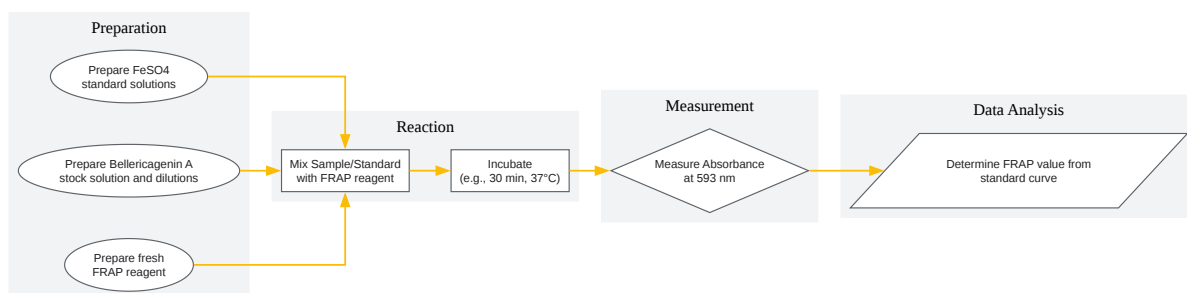 Preparation
Prepare FeSO4
standard solutions
Prepare Bellericagenin A
stock solution and dilutions
Prepare fresh
FRAP reagent
Reaction
Mix Sample/Standard
with FRAP reagent
Incubate
(e.g., 30 min, 37°C)
Measurement
Measure Absorbance
at 593 nm
Data Analysis
Determine FRAP value from
standard curve